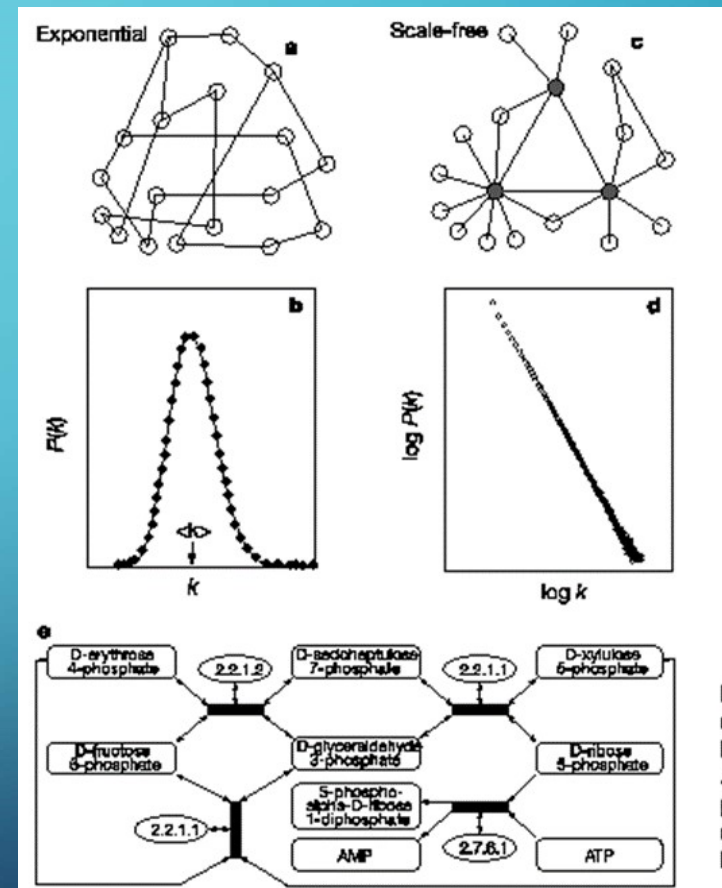 Exponential
a
Scale-free
c
b
P(k)
<k>
k
d
log P(k)
log k
e
D-erythrose
4-phosphate
2.2.1.2
D-sedoheptulose
7-phosphate
2.2.1.1
D-xylulose
5-phosphate
D-fructose
6-phosphate
D-glyceraldehyde
3-phosphate
D-ribose
5-phosphate
5-phospho-
alpha-D-ribose
1-diphosphate
2.2.1.1
AMP
2.7.6.1
ATP